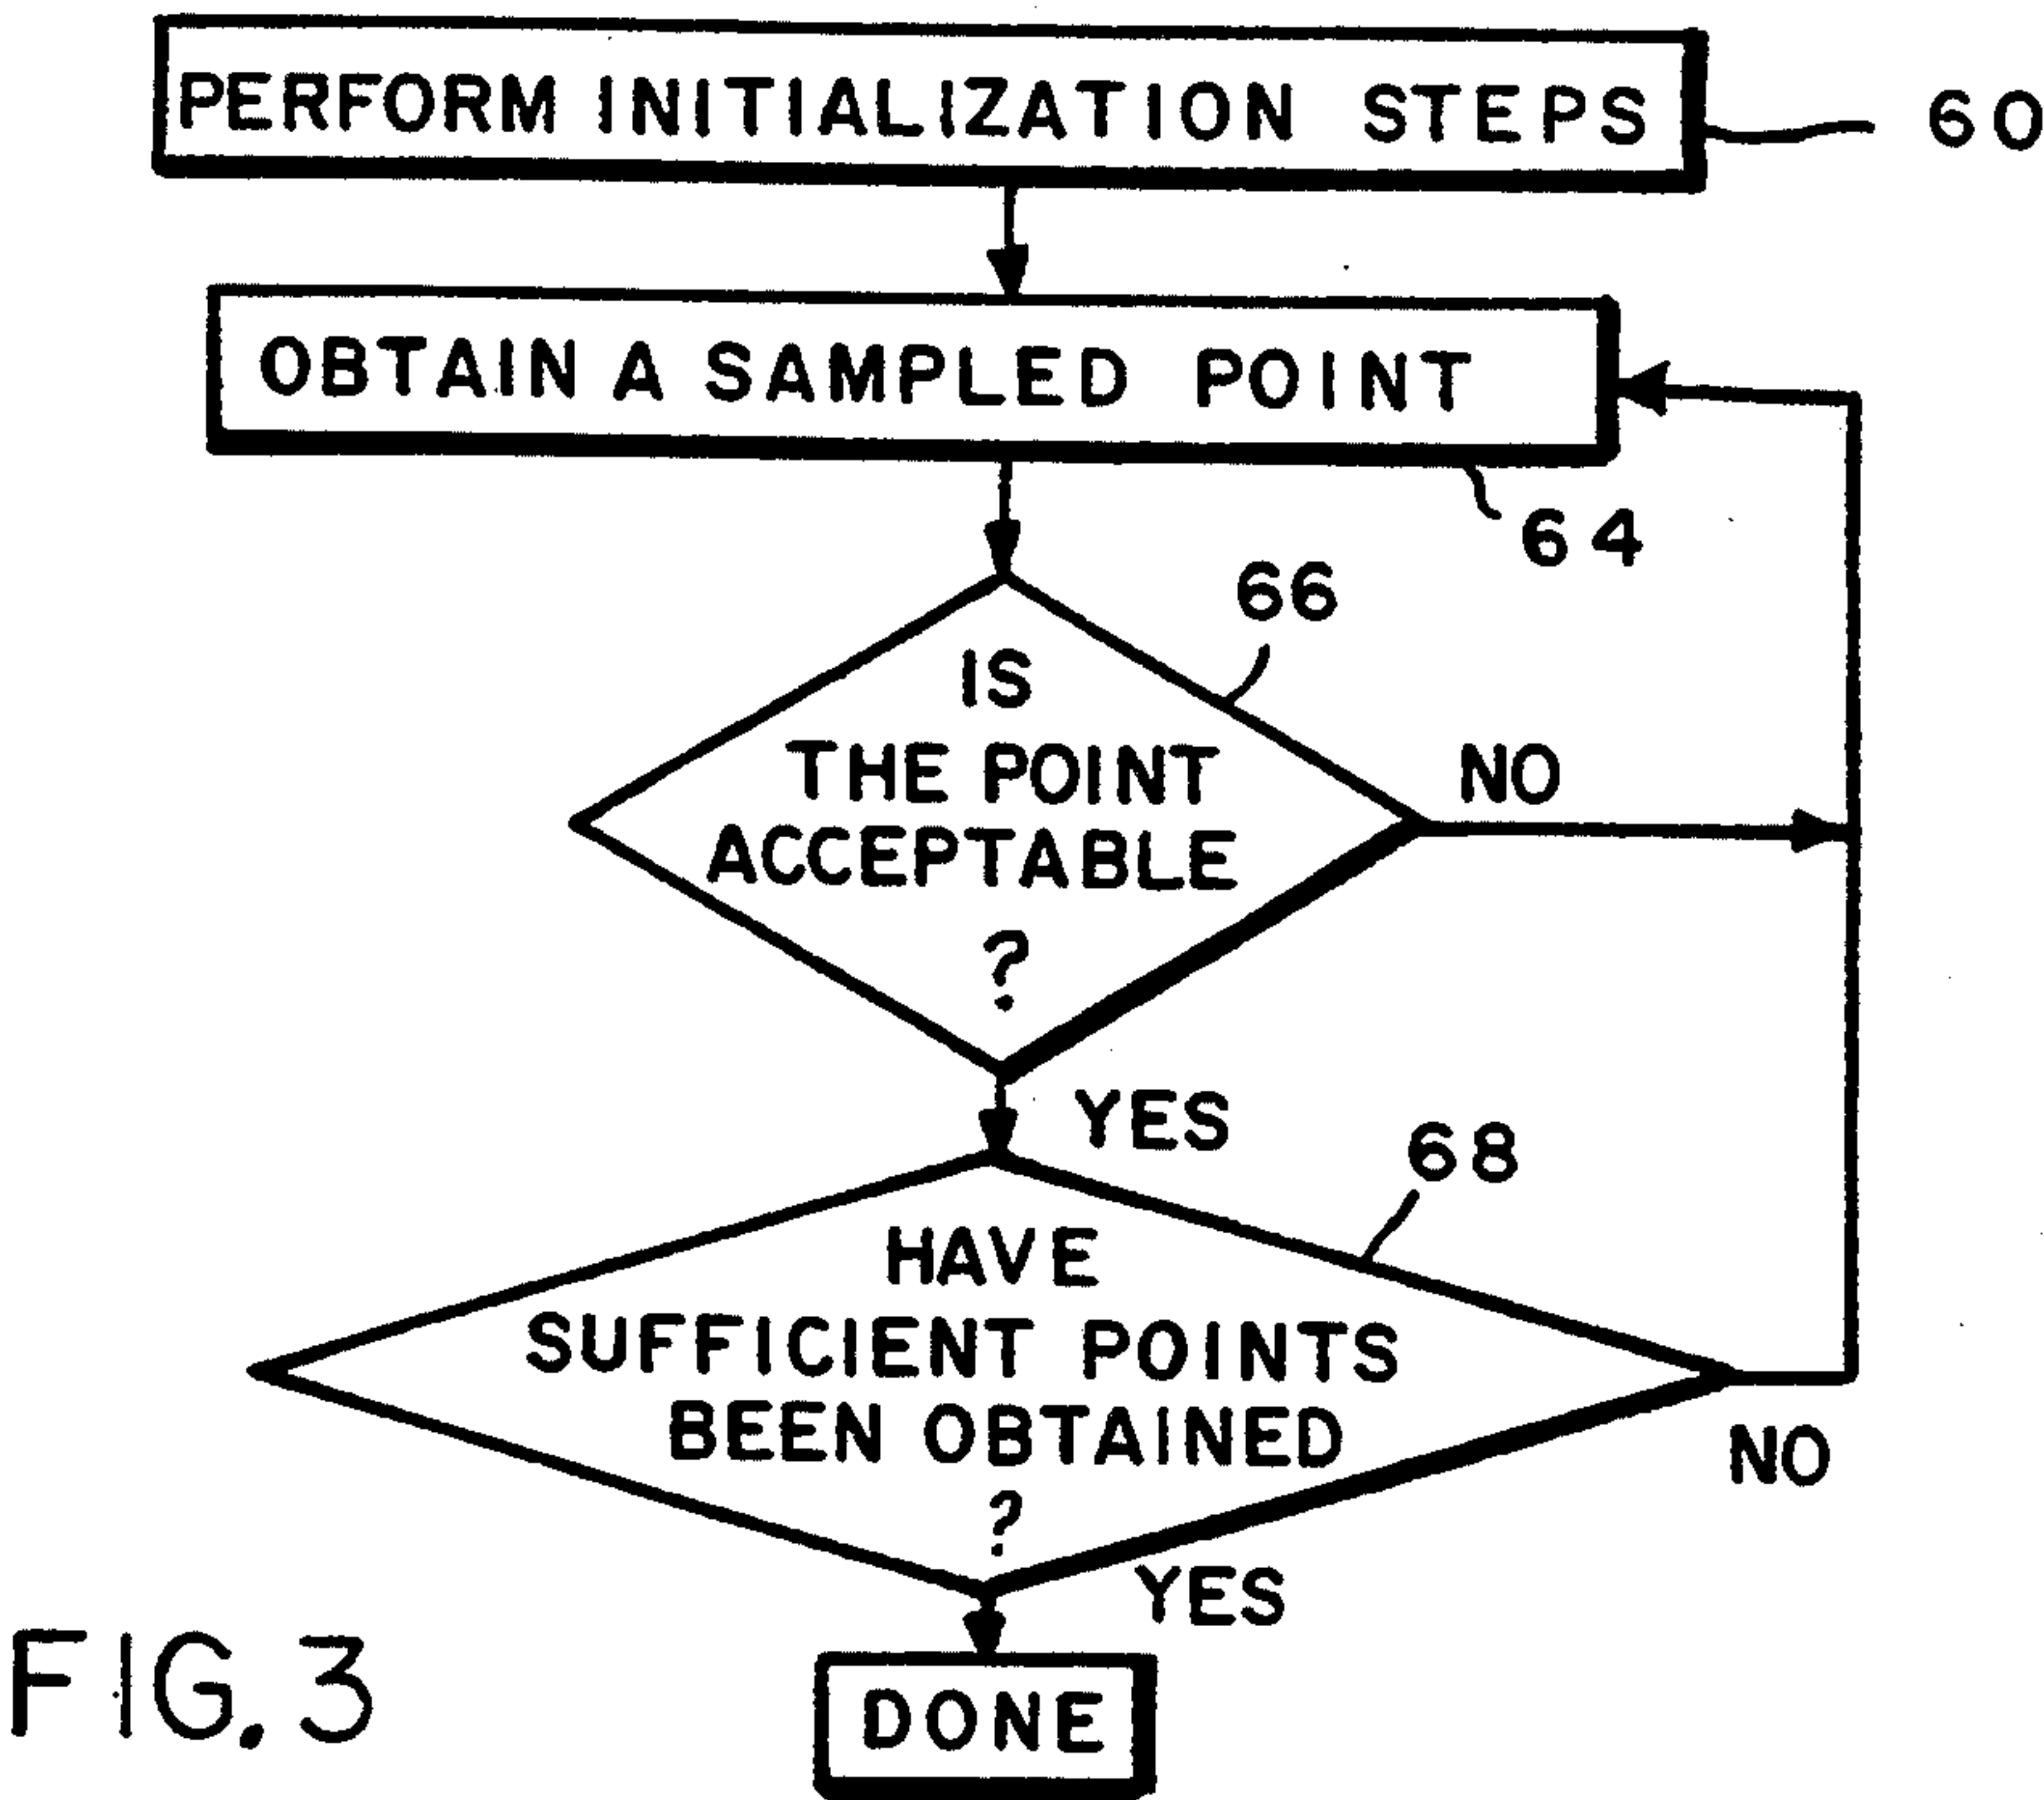 PERFORM INITIALIZATION STEPS
60
OBTAIN A SAMPLED POINT
64
66
IS
THE POINT
ACCEPTABLE
?
NO
YES
68
HAVE
SUFFICIENT POINTS
BEEN OBTAINED
?
NO
YES
DONE
FIG. 3